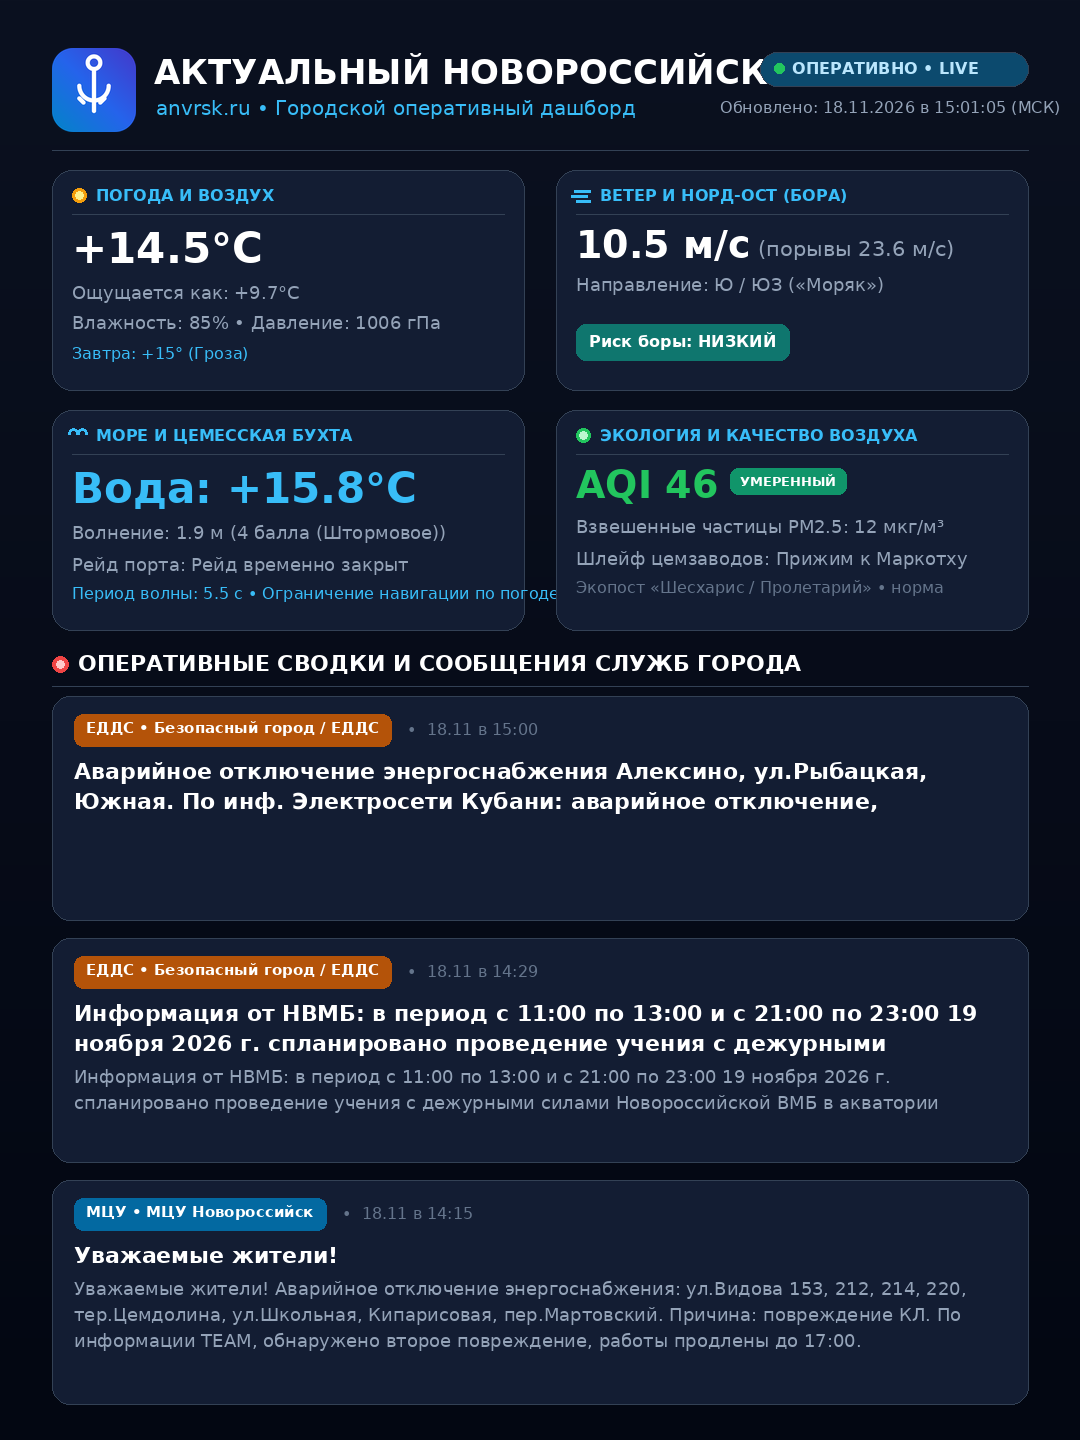 АКТУАЛЬНЫЙ НОВОРОССИЙСК
ОПЕРАТИВНО • LIVE
anvrsk.ru • Городской оперативный дашборд
Обновлено: 18.11.2026 в 15:01:05 (МСК)
ПОГОДА И ВОЗДУХ
+14.5°C
Ощущается как: +9.7°C
Влажность: 85% • Давление: 1006 гПа
Завтра: +15° (Гроза)
ВЕТЕР И НОРД-ОСТ (БОРА)
10.5 м/с (порывы 23.6 м/с)
Направление: Ю / ЮЗ («Моряк»)
Риск боры: НИЗКИЙ
МОРЕ И ЦЕМЕССКАЯ БУХТА
Вода: +15.8°C
Волнение: 1.9 м (4 балла (Штормовое))
Рейд порта: Рейд временно закрыт
Период волны: 5.5 с • Ограничение навигации по погоде
ЭКОЛОГИЯ И КАЧЕСТВО ВОЗДУХА
AQI 46 УМЕРЕННЫЙ
Взвешенные частицы PM2.5: 12 мкг/м³
Шлейф цемзаводов: Прижим к Маркотху
Экопост «Шесхарис / Пролетарий» • норма
ОПЕРАТИВНЫЕ СВОДКИ И СООБЩЕНИЯ СЛУЖБ ГОРОДА
ЕДДС • Безопасный город / ЕДДС • 18.11 в 15:00
Аварийное отключение энергоснабжения Алексино, ул.Рыбацкая,
Южная. По инф. Электросети Кубани: аварийное отключение,
ЕДДС • Безопасный город / ЕДДС • 18.11 в 14:29
Информация от НВМБ: в период с 11:00 по 13:00 и с 21:00 по 23:00 19
ноября 2026 г. спланировано проведение учения с дежурными
Информация от НВМБ: в период с 11:00 по 13:00 и с 21:00 по 23:00 19 ноября 2026 г.
спланировано проведение учения с дежурными силами Новороссийской ВМБ в акватории
МЦУ • МЦУ Новороссийск • 18.11 в 14:15
Уважаемые жители!
Уважаемые жители! Аварийное отключение энергоснабжения: ул.Видова 153, 212, 214, 220,
тер.Цемдолина, ул.Школьная, Кипарисовая, пер.Мартовский. Причина: повреждение КЛ. По
информации ТЕАМ, обнаружено второе повреждение, работы продлены до 17:00.